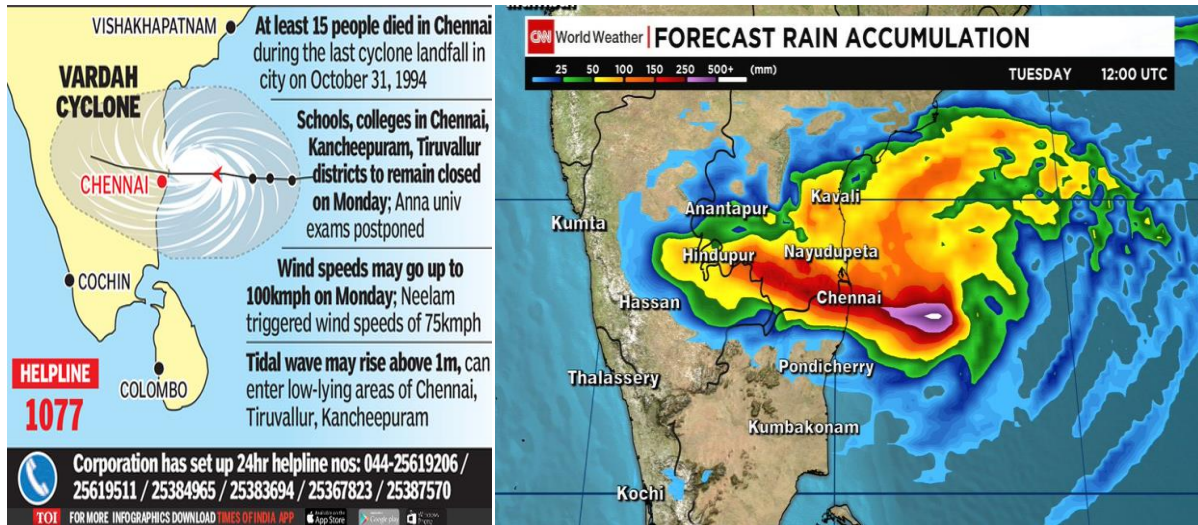 VISHAKHAPATNAM
VARDAH
CYCLONE
CHENNAI
COCHIN
COLOMBO
HELPLINE
1077
At least 15 people died in Chennai
during the last cyclone landfall in
city on October 31, 1994
Schools, colleges in Chennai,
Kancheepuram, Tiruvallur
districts to remain closed
on Monday; Anna univ
exams postponed
Wind speeds may go up to
100kmph on Monday; Neelam
triggered wind speeds of 75kmph
Tidal wave may rise above 1m, can
enter low-lying areas of Chennai,
Tiruvallur, Kancheepuram
Corporation has set up 24hr helpline nos: 044-25619206 /
25619511 / 25384965 / 25383694 / 25367823 / 25387570
TOI FOR MORE INFOGRAPHICS DOWNLOAD TIMES OF INDIA APP App Store Google play Windows Phone
CNN World Weather FORECAST RAIN ACCUMULATION
25 50 100 150 250 500+ (mm)
TUESDAY 12:00 UTC
Kavali
Anantapur
Kumta
Hindupur
Nayudupeta
Hassan
Chennai
Pondicherry
Thalassery
Kumbakonam
Kochi